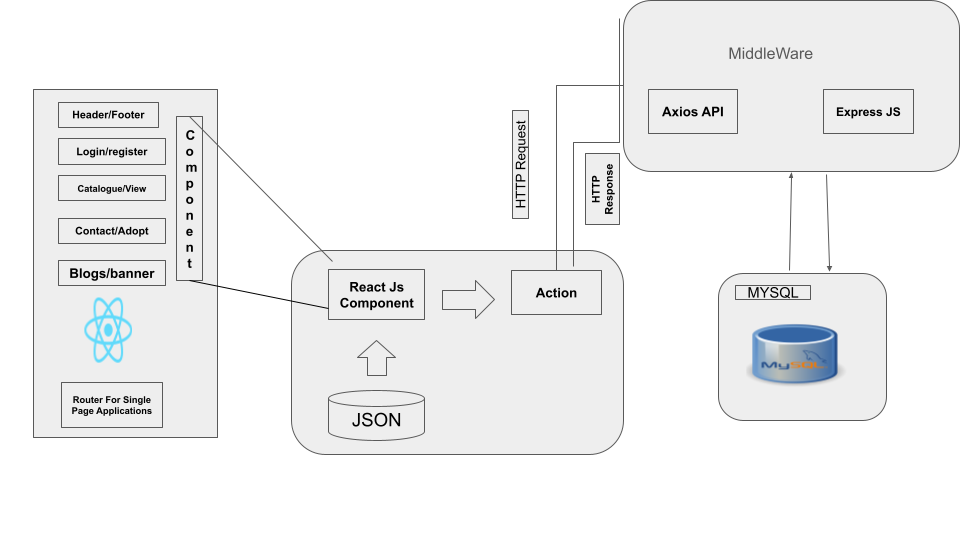 MiddleWare
Axios API
Express JS
Header/Footer
Login/register
Catalogue/View
Contact/Adopt
Blogs/banner
Component
Router For Single
Page Applications
HTTP Request
HTTP
Response
React Js
Component
Action
JSON
MYSQL
MySQL